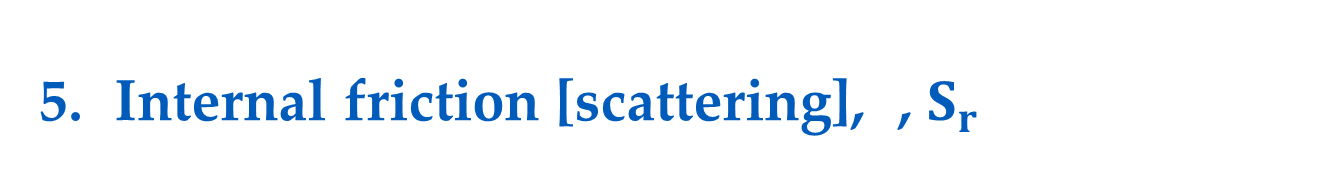 5. Internal friction [scattering], , Sr